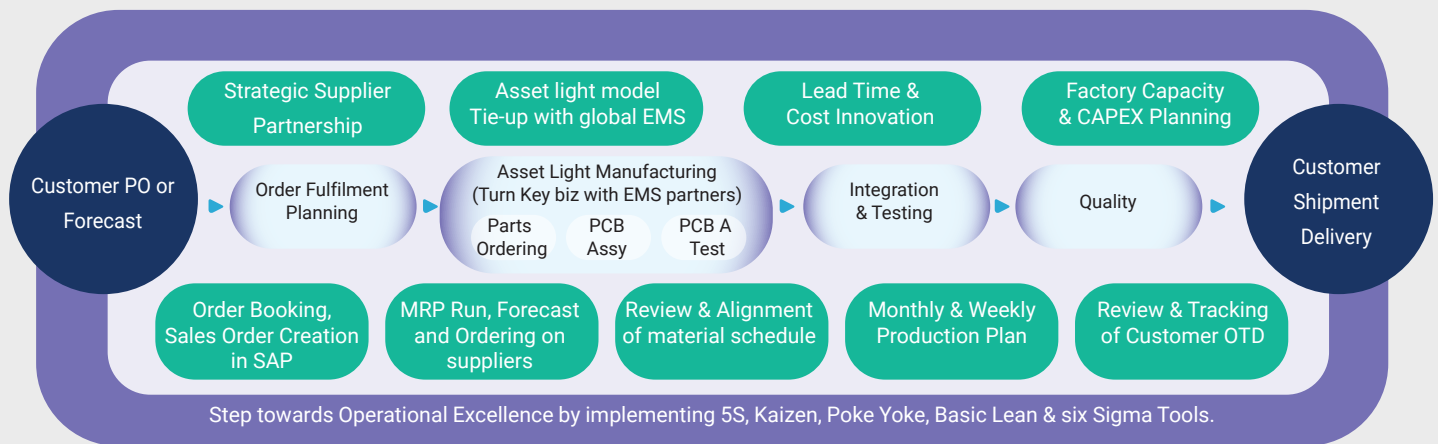 Strategic Supplier
Partnership
Asset light model
Tie-up with global EMS
Lead Time &
Cost Innovation
Factory Capacity
& CAPEX Planning
Customer PO or
Forecast
Order Fulfilment
Planning
Asset Light Manufacturing
(Turn Key biz with EMS partners)
Parts
Ordering
PCB
Assy
PCB A
Test
Integration
& Testing
Quality
Customer
Shipment
Delivery
Order Booking,
Sales Order Creation
in SAP
MRP Run, Forecast
and Ordering on
suppliers
Review & Alignment
of material schedule
Monthly & Weekly
Production Plan
Review & Tracking
of Customer OTD
Step towards Operational Excellence by implementing 5S, Kaizen, Poke Yoke, Basic Lean & six Sigma Tools.